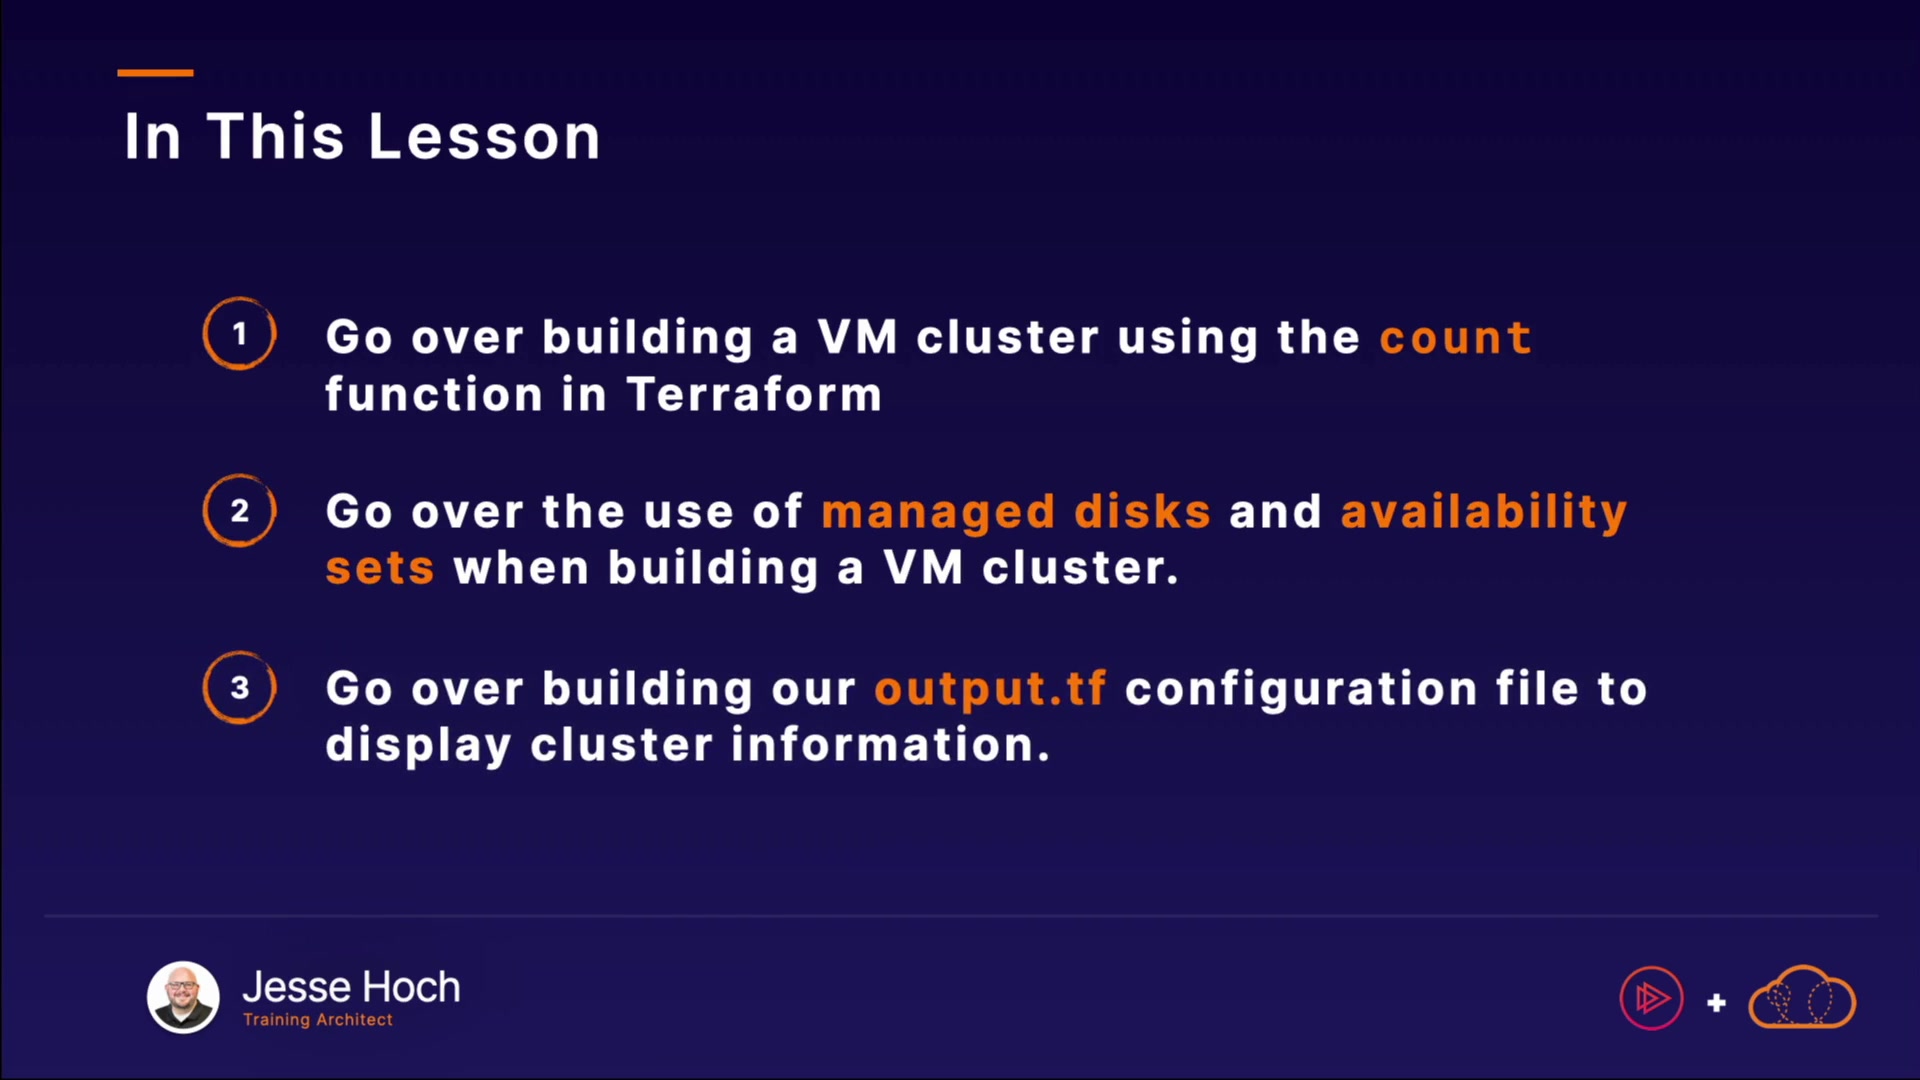 In This Lesson
1
Go over building a VM cluster using the count
function in Terraform
2
Go over the use of managed disks and availability
sets when building a VM cluster.
3
Go over building our output.tf configuration file to
display cluster information.
Jesse Hoch
Training Architect
+